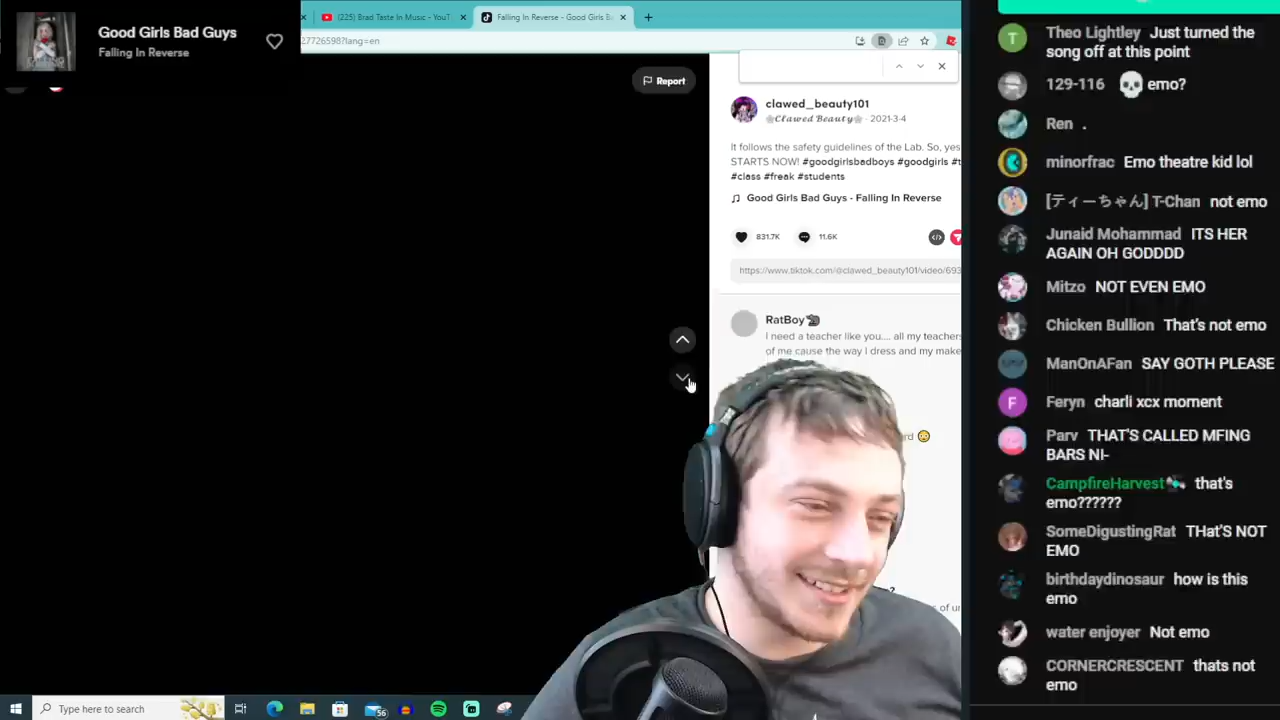 Good Girls Bad Guys
Falling In Reverse
(225) Brad Taste In Music - YouT
Falling In Reverse - Good Girls Ba
27726598?lang=en
Report
clawed_beauty101
𝓒𝓵𝓪𝔀𝓮𝓭 𝓑𝓮𝓪𝓾𝓽𝔂 · 2021-3-4
It follows the safety guidelines of the Lab. So, yes
STARTS NOW! #goodgirlsbadboys #goodgirls #t
#class #freak #students
Good Girls Bad Guys - Falling In Reverse
831.7K 11.6K
https://www.tiktok.com/@clawed_beauty101/video/693
RatBoy
I need a teacher like you.... all my teachers
of me cause the way I dress and my make
Type here to search
56
T Theo Lightley Just turned the
song off at this point
129-116 💀 emo?
Ren .
minorfrac Emo theatre kid lol
[ティーちゃん] T-Chan not emo
Junaid Mohammad ITS HER
AGAIN OH GODDDD
Mitzo NOT EVEN EMO
Chicken Bullion That's not emo
ManOnAFan SAY GOTH PLEASE
F Feryn charli xcx moment
Parv THAT'S CALLED MFING
BARS NI-
CampfireHarvest that's
emo??????
SomeDigustingRat THAT'S NOT
EMO
birthdaydinosaur how is this
emo
water enjoyer Not emo
CORNERCRESCENT thats not
emo